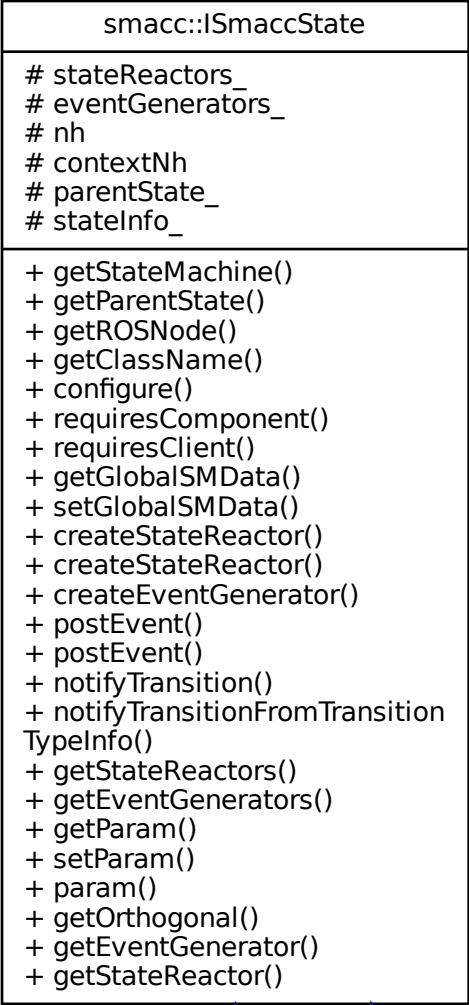 smacc::ISmaccState
# stateReactors_
# eventGenerators_
# nh
# contextNh
# parentState_
# stateInfo_
+ getStateMachine()
+ getParentState()
+ getROSNode()
+ getClassName()
+ configure()
+ requiresComponent()
+ requiresClient()
+ getGlobalSMData()
+ setGlobalSMData()
+ createStateReactor()
+ createStateReactor()
+ createEventGenerator()
+ postEvent()
+ postEvent()
+ notifyTransition()
+ notifyTransitionFromTransition
TypeInfo()
+ getStateReactors()
+ getEventGenerators()
+ getParam()
+ setParam()
+ param()
+ getOrthogonal()
+ getEventGenerator()
+ getStateReactor()